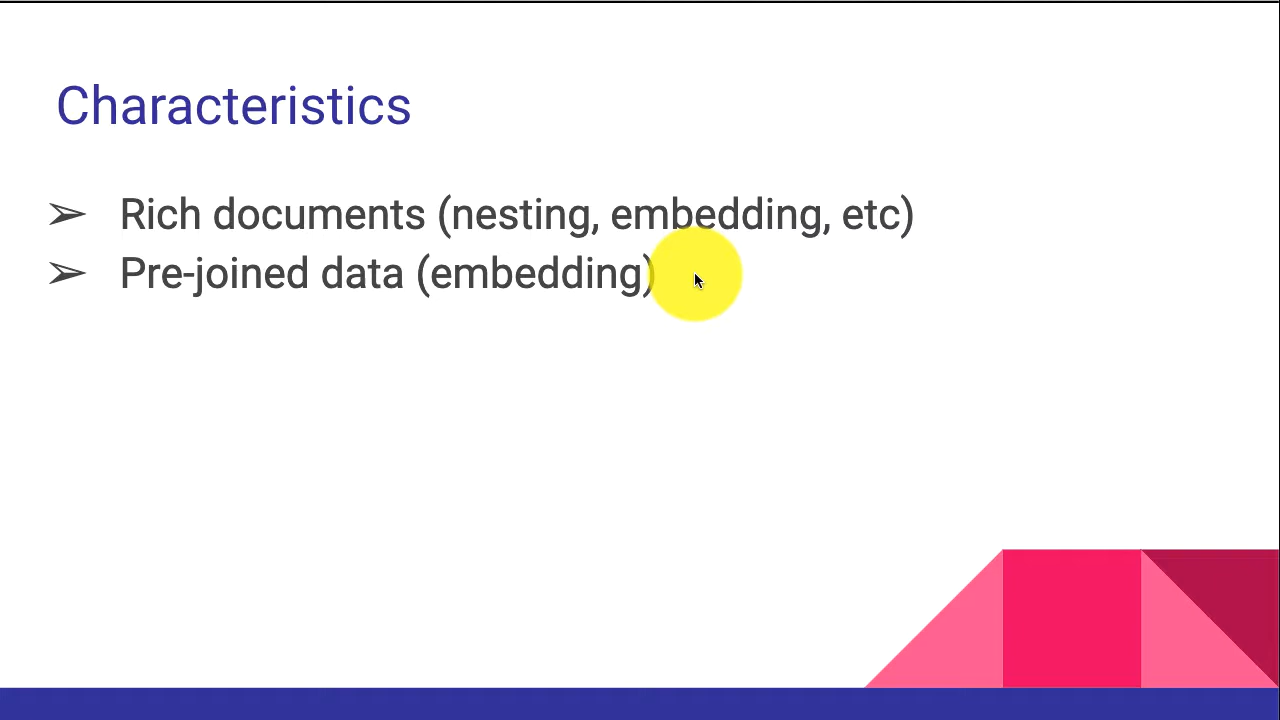 Characteristics
➢ Rich documents (nesting, embedding, etc)
➢ Pre-joined data (embedding)